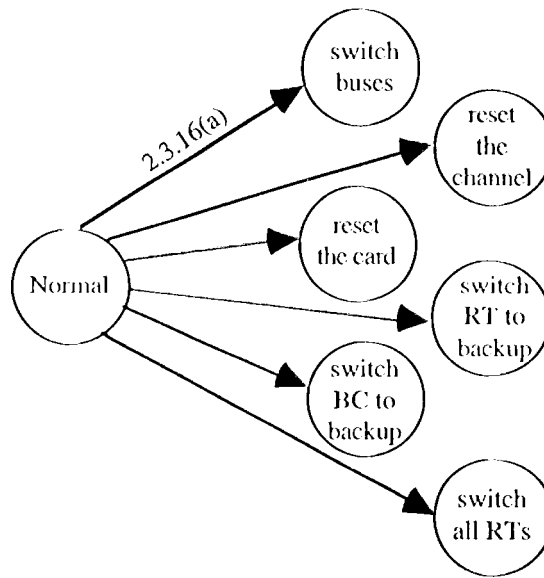 switch
buses
2.3.16(a)
reset
the
channel
reset
the card
Normal
switch
RT to
backup
switch
BC to
backup
switch
all RTs